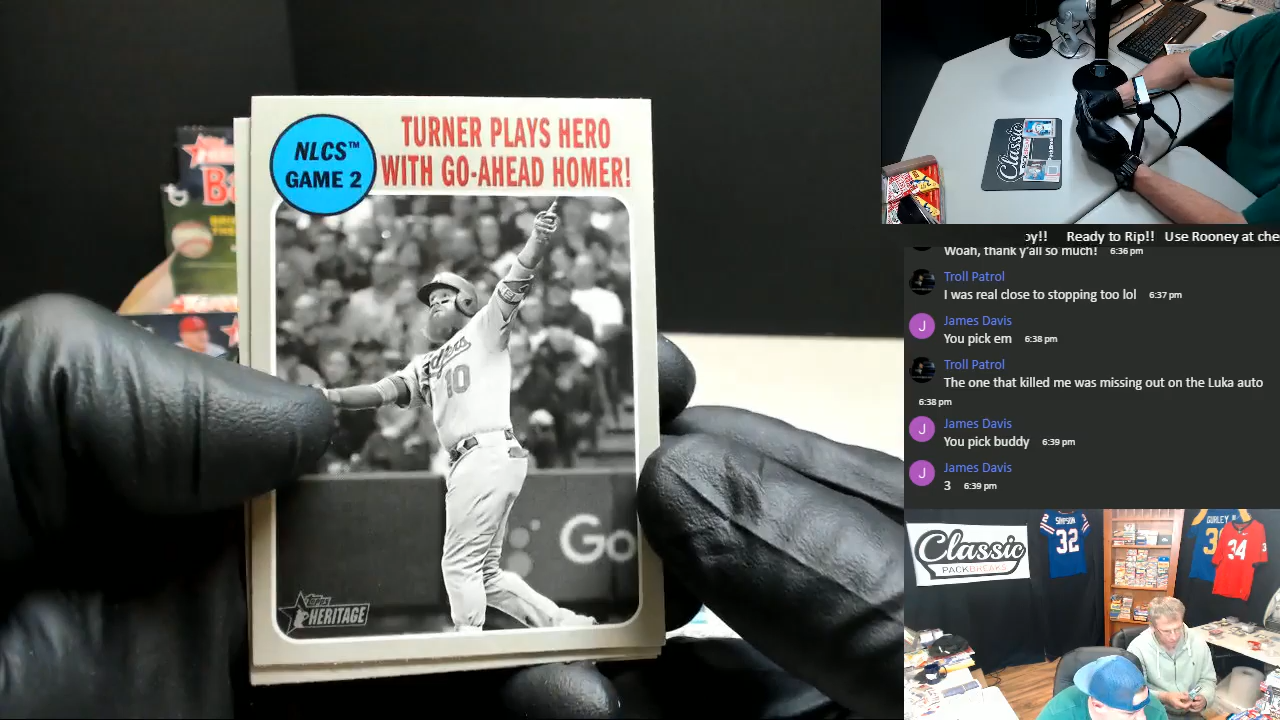 NLCS™
GAME 2
TURNER PLAYS HERO
WITH GO-AHEAD HOMER!
Dodgers
10
Go
Topps
HERITAGE
Classic
py!! Ready to Rip!! Use Rooney at che
Woah, thank y'all so much! 6:36 pm
Troll Patrol
I was real close to stopping too lol 6:37 pm
J James Davis
You pick em 6:38 pm
Troll Patrol
The one that killed me was missing out on the Luka auto
6:38 pm
J James Davis
You pick buddy 6:39 pm
J James Davis
3 6:39 pm
Classic
PACKBREAKS
SIMPSON
32
GURLEY II
3
34